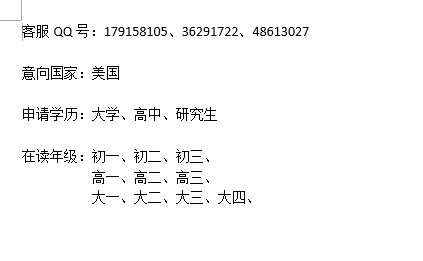 客服 QQ 号：179158105、36291722、48613027
意向国家：美国
申请学历：大学、高中、研究生
在读年级：初一、初二、初三、
高一、高二、高三、
大一、大二、大三、大四、